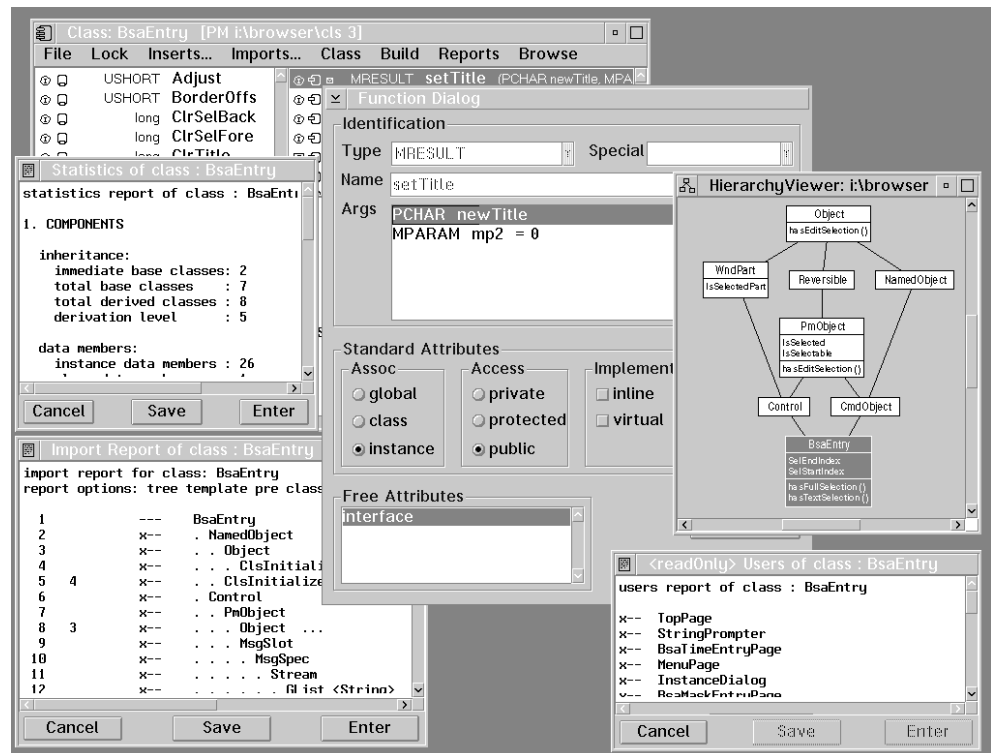 Class: BsaEntry [PM i:\browser\cls 3]
File Lock Inserts... Imports... Class Build Reports Browse
USHORT Adjust
USHORT BorderOffs
long ClrSelBack
long ClrSelFore
long ClrTitle
MRESULT setTitle (PCHAR newTitle, MPA
Function Dialog
Identification
Type MRESULT Special
Name setTitle
Args PCHAR newTitle
MPARAM mp2 = 0
Standard Attributes
Assoc Access Implement
global private inline
class protected virtual
instance public
Free Attributes
interface
Statistics of class : BsaEntry
statistics report of class : BsaEnt
1. COMPONENTS
inheritance:
immediate base classes: 2
total base classes : 7
total derived classes : 8
derivation level : 5
data members:
instance data members : 26
Cancel Save Enter
Import Report of class : BsaEntry
import report for class: BsaEntry
report options: tree template pre clas
1 --- BsaEntry
2 x-- . NamedObject
3 x-- . . Object
4 x-- . . . ClsInitiali
5 4 x-- . . ClsInitialize
6 x-- . Control
7 x-- . . PmObject
8 3 x-- . . . Object ...
9 x-- . . . MsgSlot
10 x-- . . . . MsgSpec
11 x-- . . . . . Stream
12 x-- . . . . . . GList <String>
Cancel Save Enter
HierarchyViewer: i:\browser
Object
hasEditSelection()
WndPart
IsSelectedPart
Reversible
NamedObject
PmObject
IsSelected
IsSelectable
hasEditSelection()
Control
CmdObject
BsaEntry
SelEndIndex
SelStartIndex
hasFullSelection()
hasTextSelection()
<readOnly> Users of class : BsaEntry
users report of class : BsaEntry
x-- TopPage
x-- StringPrompter
x-- BsaTimeEntryPage
x-- MenuPage
x-- InstanceDialog
x-- BsaMaskEntryPage
Cancel Save Enter